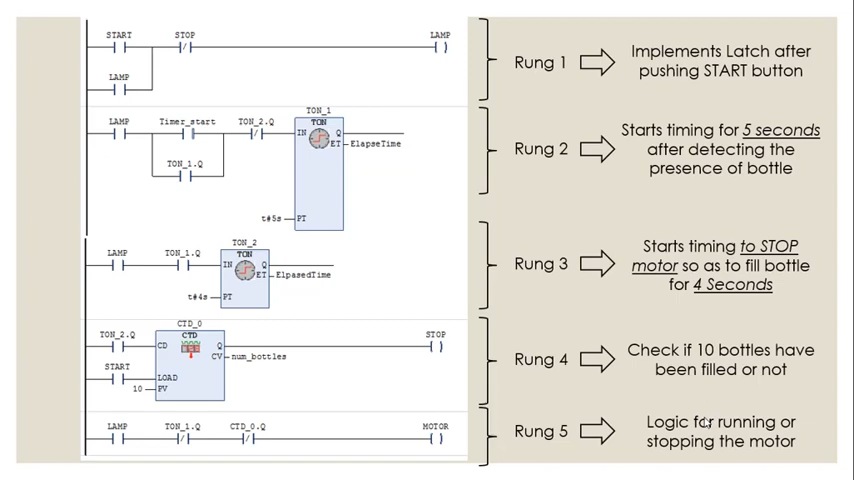 START STOP LAMP
LAMP
Rung 1
Implements Latch after
pushing START button
TON_1
LAMP Timer_start TON_2.Q TON
IN Q
ET ElapseTime
TON_1.Q
t#5s PT
Rung 2
Starts timing for 5 seconds
after detecting the
presence of bottle
TON_2
LAMP TON_1.Q TON
IN Q
ET ElpasedTime
t#4s PT
Rung 3
Starts timing to STOP
motor so as to fill bottle
for 4 Seconds
CTD_0
TON_2.Q CTD STOP
CD Q
CV num_bottles
START
LOAD
10 PV
Rung 4
Check if 10 bottles have
been filled or not
LAMP TON_1.Q CTD_0.Q MOTOR
Rung 5
Logic for running or
stopping the motor